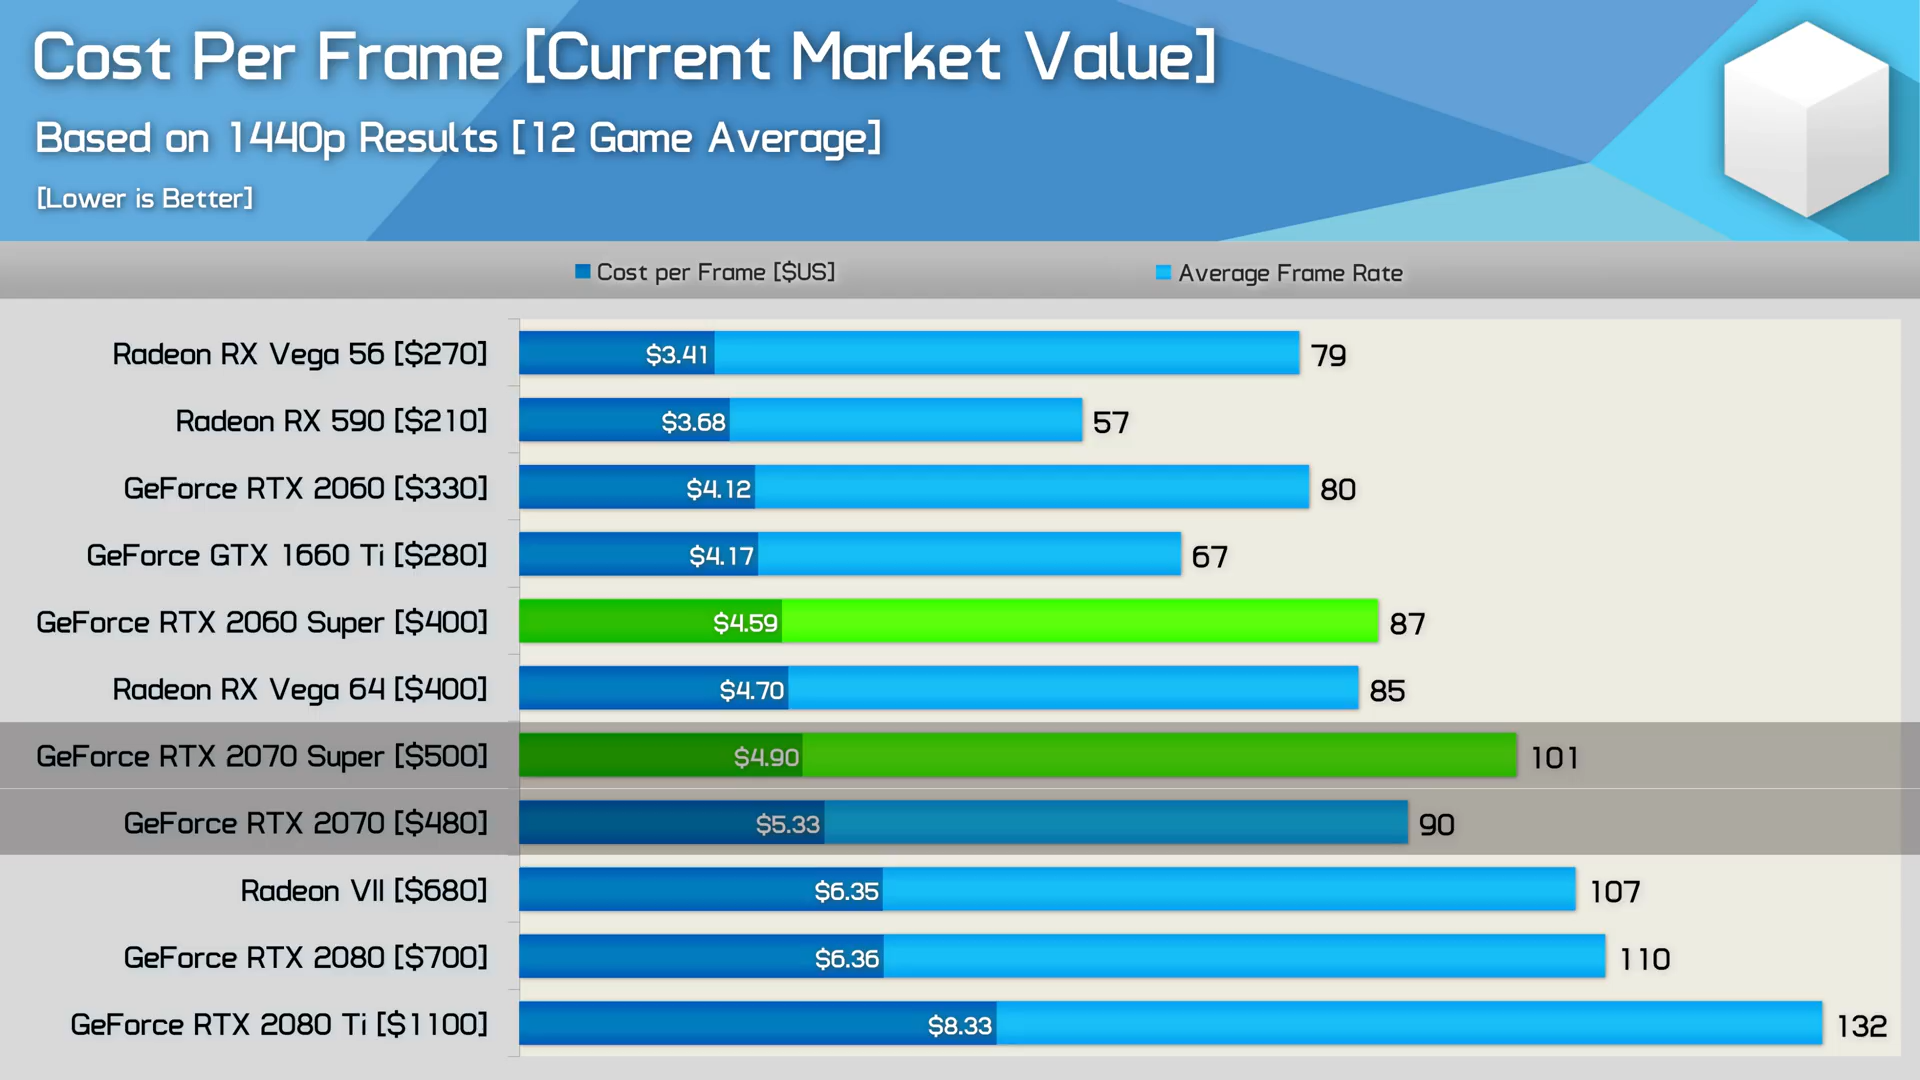 Cost Per Frame [Current Market Value]
Based on 1440p Results [12 Game Average]
[Lower is Better]
Cost per Frame [$US] Average Frame Rate
Radeon RX Vega 56 [$270] $3.41 79
Radeon RX 590 [$210] $3.68 57
GeForce RTX 2060 [$330] $4.12 80
GeForce GTX 1660 Ti [$280] $4.17 67
GeForce RTX 2060 Super [$400] $4.59 87
Radeon RX Vega 64 [$400] $4.70 85
GeForce RTX 2070 Super [$500] $4.90 101
GeForce RTX 2070 [$480] $5.33 90
Radeon VII [$680] $6.35 107
GeForce RTX 2080 [$700] $6.36 110
GeForce RTX 2080 Ti [$1100] $8.33 132